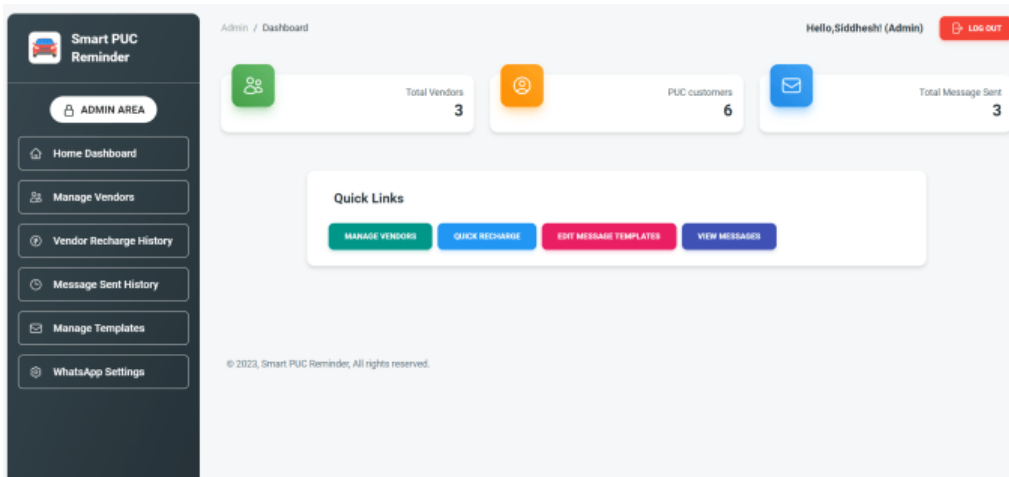 Smart PUC
Reminder
ADMIN AREA
Home Dashboard
Manage Vendors
Vendor Recharge History
Message Sent History
Manage Templates
WhatsApp Settings
Admin / Dashboard
Hello,Siddhesh! (Admin)
LOG OUT
Total Vendors
3
PUC customers
6
Total Message Sent
3
Quick Links
MANAGE VENDORS
QUICK RECHARGE
EDIT MESSAGE TEMPLATES
VIEW MESSAGES
© 2023, Smart PUC Reminder, All rights reserved.